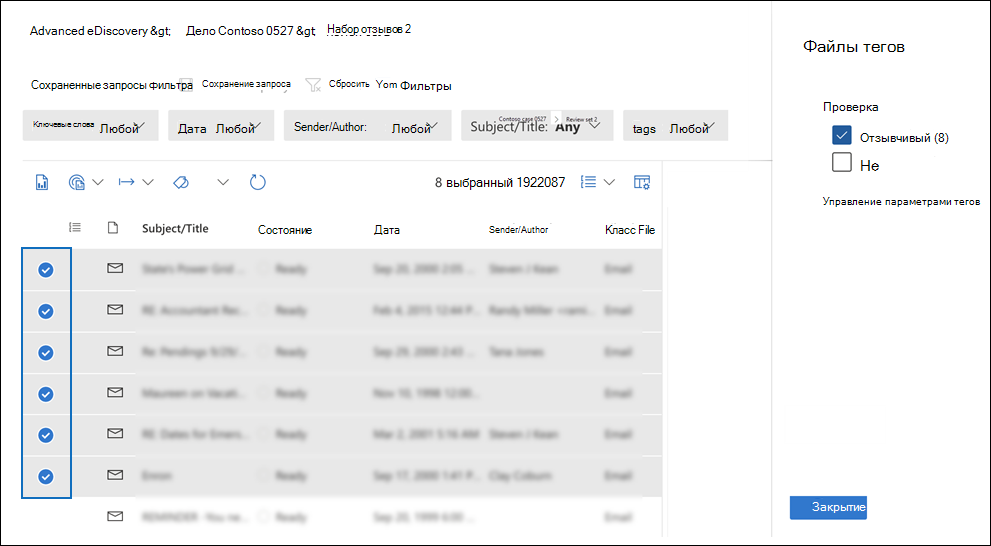 Advanced eDiscovery &gt; Дело Contoso 0527 &gt; Набор отзывов 2
Файлы тегов
Сохраненные запросы фильтра Сохранение запроса Сбросить Yom Фильтры
Ключевые слова Любой Дата Любой Sender/Author: Любой Subject/Title: Any Contoso case 0527 > Review set 2 tags Любой
Проверка
Отзывчивый (8)
Не
Управление параметрами тегов
8 выбранный 1922087
Subject/Title Состояние Дата Sender/Author Класс File
State's Power Grid ... Ready Sep 20, 2000 2:05 ... Steven J Kean Email
RE: Accountant Rec... Ready Feb 4, 2015 12:44 P... Randy Miller Email
Re: Pendings 9/29/... Ready Sep 29, 2000 2:43 ... Tana Jones Email
Maureen on Vacati... Ready Nov 10, 1998 12:00... Email
RE: Dates for Emers... Ready Mar 2, 2001 5:16 AM Steven J Kean Email
Enron Ready Sep 17, 2000 1:41 P... Clay Coburn Email
REMINDER -You ne... Ready Sep 20, 1999 6:00 ... Email
Закрытие